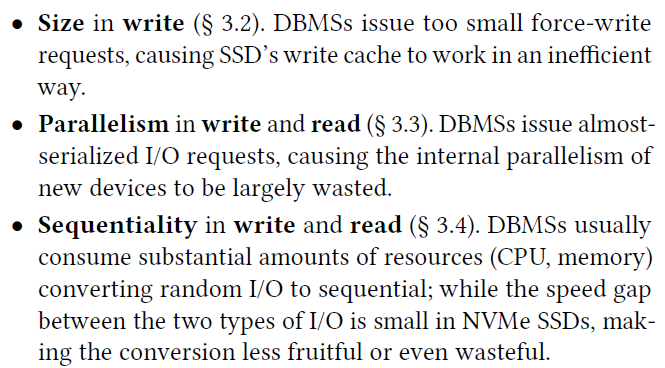 • Size in write (§ 3.2). DBMSs issue too small force-write
requests, causing SSD’s write cache to work in an inefficient
way.
• Parallelism in write and read (§ 3.3). DBMSs issue almost-
serialized I/O requests, causing the internal parallelism of
new devices to be largely wasted.
• Sequentiality in write and read (§ 3.4). DBMSs usually
consume substantial amounts of resources (CPU, memory)
converting random I/O to sequential; while the speed gap
between the two types of I/O is small in NVMe SSDs, mak-
ing the conversion less fruitful or even wasteful.